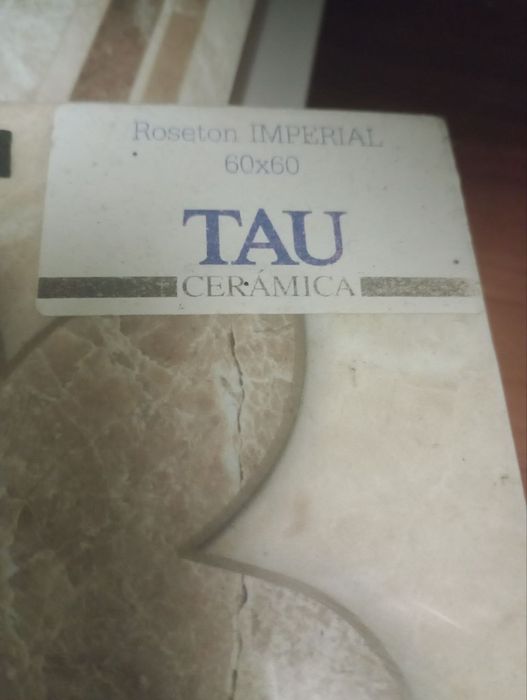 Roseton IMPERIAL
60x60
TAU
CERÁMICA